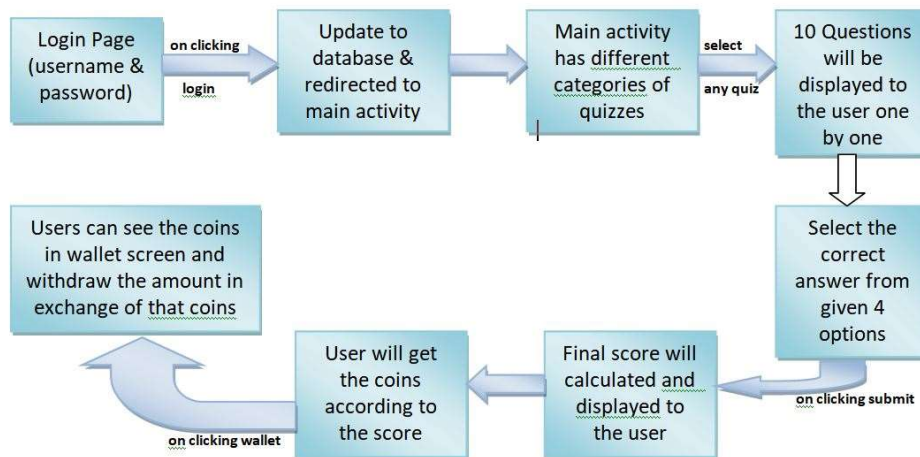 Login Page
(username &
password)
on clicking
login
Update to
database &
redirected to
main activity
Main activity
has different
categories of
quizzes
select
any quiz
10 Questions
will be
displayed to
the user one
by one
Select the
correct
answer from
given 4
options
on clicking submit
Final score will
calculated and
displayed to
the user
User will get
the coins
according to
the score
on clicking wallet
Users can see the coins
in wallet screen and
withdraw the amount in
exchange of that coins